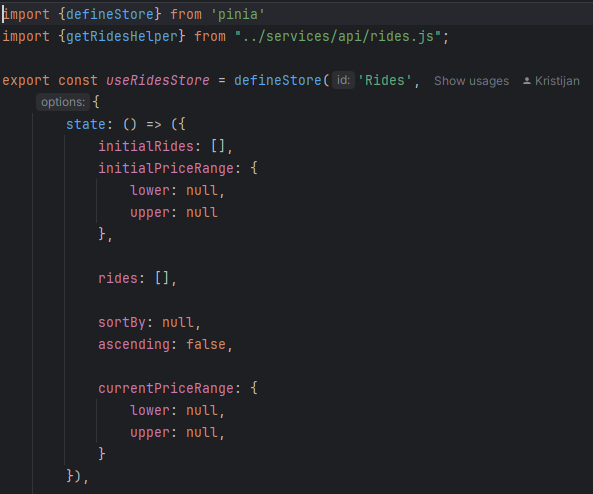 import {defineStore} from 'pinia'
import {getRidesHelper} from "../services/api/rides.js";
export const useRidesStore = defineStore( id: 'Rides', Show usages Kristijan
options: {
state: () => ({
initialRides: [],
initialPriceRange: {
lower: null,
upper: null
},
rides: [],
sortBy: null,
ascending: false,
currentPriceRange: {
lower: null,
upper: null,
}
}),